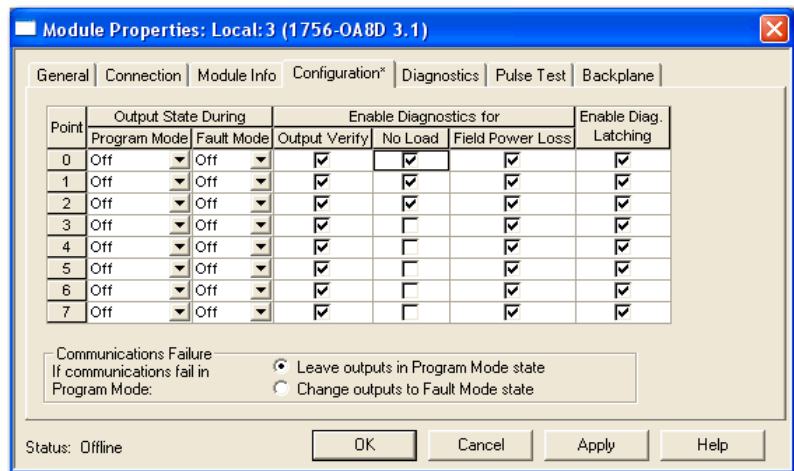 Module Properties: Local:3 (1756-OA8D 3.1)
General Connection Module Info Configuration* Diagnostics Pulse Test Backplane
Point Output State During Enable Diagnostics for Enable Diag. Latching
Program Mode Fault Mode Output Verify No Load Field Power Loss
0 Off Off
1 Off Off
2 Off Off
3 Off Off
4 Off Off
5 Off Off
6 Off Off
7 Off Off
Communications Failure
If communications fail in
Program Mode:
Leave outputs in Program Mode state
Change outputs to Fault Mode state
Status: Offline
OK Cancel Apply Help